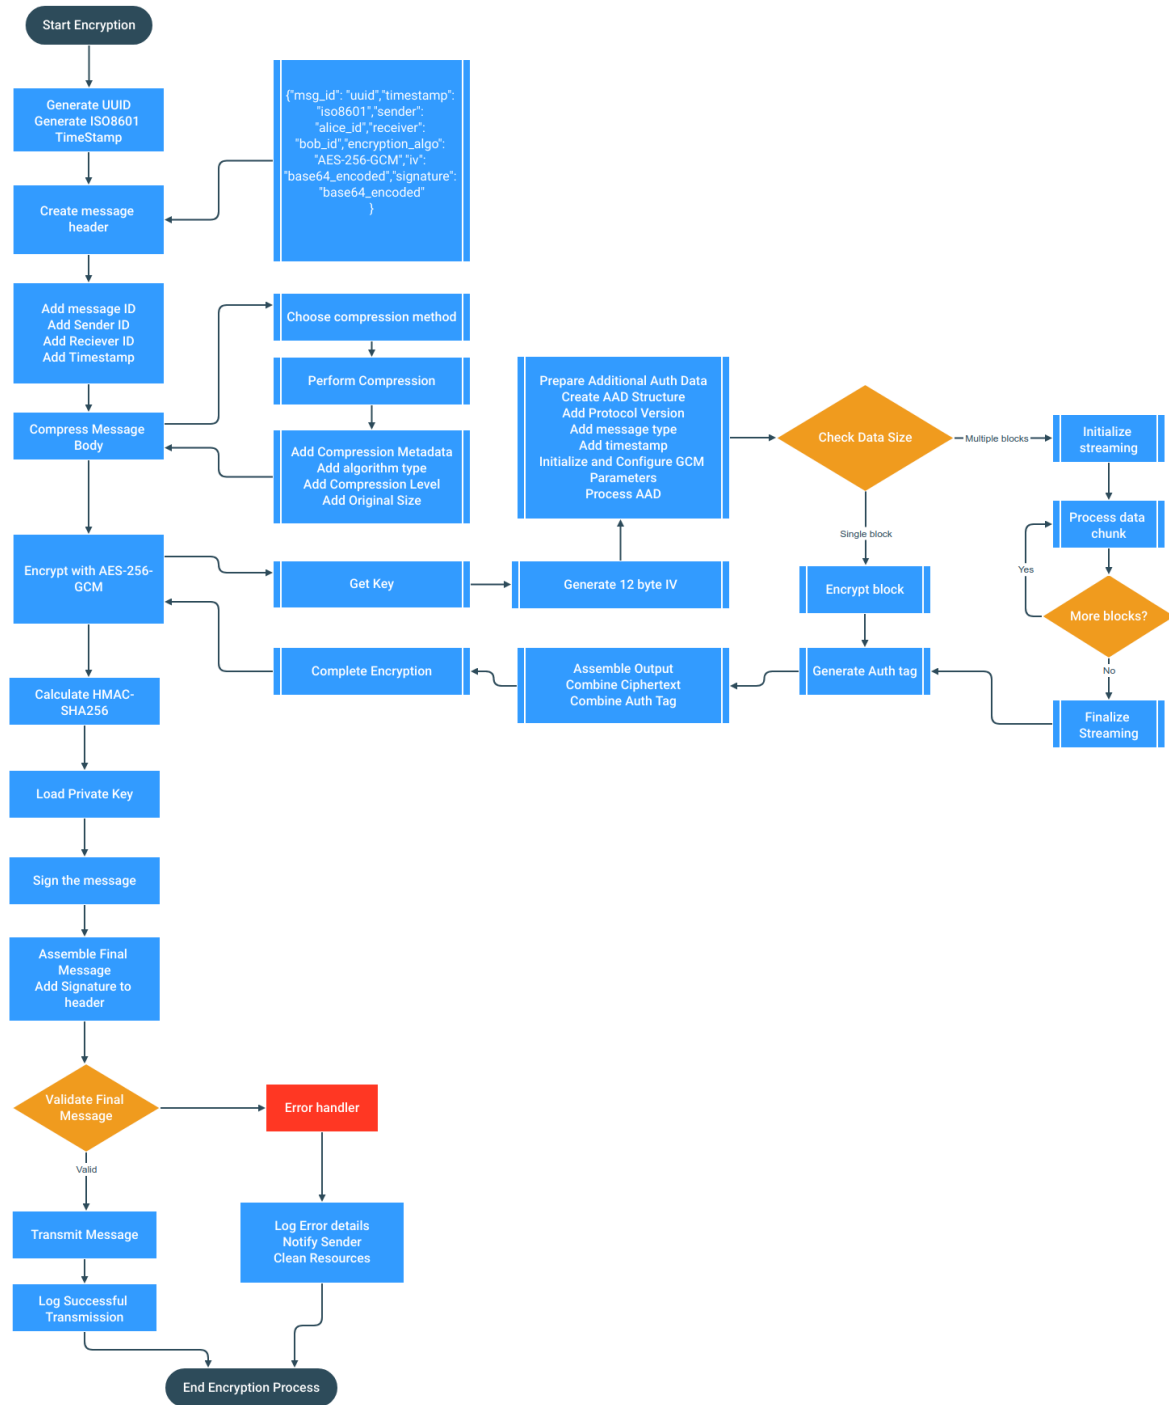 Start Encryption
Generate UUID
Generate ISO8601
TimeStamp
{"msg_id": "uuid","timestamp":
"iso8601","sender":
"alice_id","receiver":
"bob_id","encryption_algo":
"AES-256-GCM","iv":
"base64_encoded","signature":
"base64_encoded"
}
Create message
header
Add message ID
Add Sender ID
Add Reciever ID
Add Timestamp
Choose compression method
Perform Compression
Compress Message
Body
Add Compression Metadata
Add algorithm type
Add Compression Level
Add Original Size
Prepare Additional Auth Data
Create AAD Structure
Add Protocol Version
Add message type
Add timestamp
Initialize and Configure GCM
Parameters
Process AAD
Check Data Size
Multiple blocks
Initialize
streaming
Single block
Process data
chunk
Yes
More blocks?
No
Finalize
Streaming
Encrypt with AES-256-
GCM
Get Key
Generate 12 byte IV
Encrypt block
Generate Auth tag
Assemble Output
Combine Ciphertext
Combine Auth Tag
Complete Encryption
Calculate HMAC-
SHA256
Load Private Key
Sign the message
Assemble Final
Message
Add Signature to
header
Validate Final
Message
Error handler
Valid
Transmit Message
Log Error details
Notify Sender
Clean Resources
Log Successful
Transmission
End Encryption Process